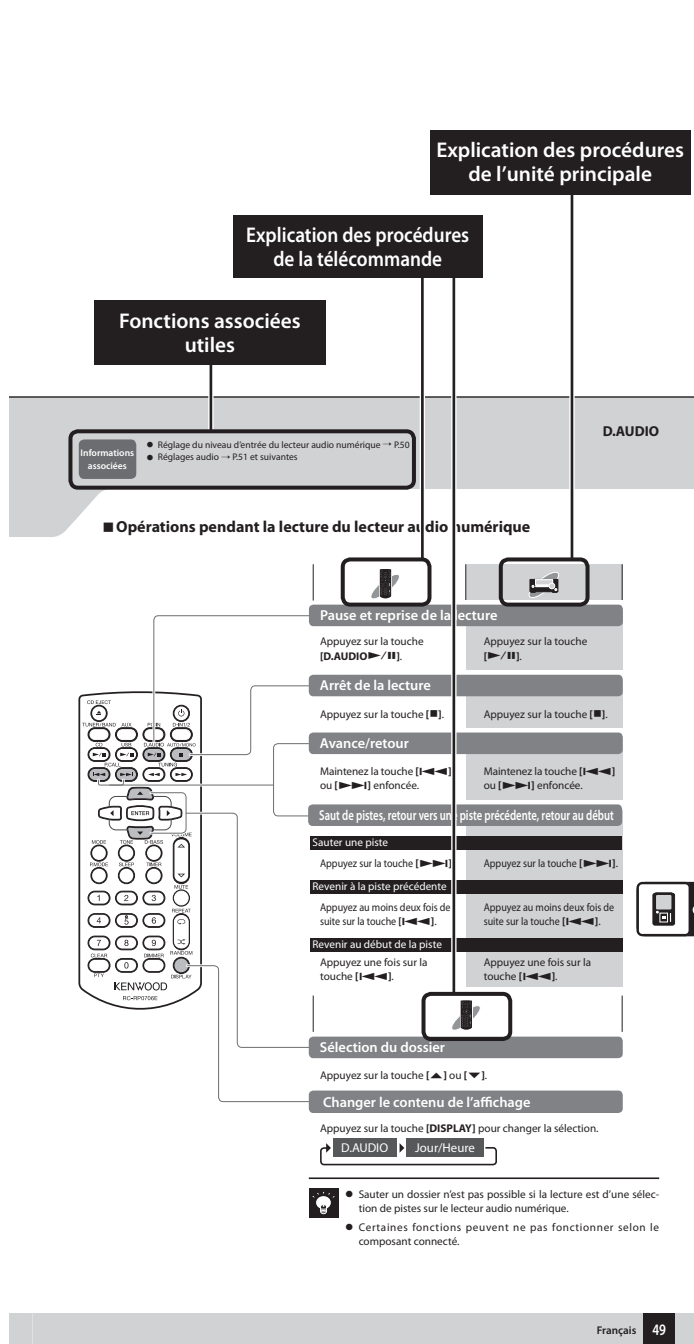 Explication des procédures
de l'unité principale
Explication des procédures
de la télécommande
Fonctions associées
utiles
D.AUDIO
Informations
associées
● Réglage du niveau d'entrée du lecteur audio numérique → P.50
● Réglages audio → P.51 et suivantes
■ Opérations pendant la lecture du lecteur audio numérique
Pause et reprise de la lecture
Appuyez sur la touche
[D.AUDIO►/II].
Appuyez sur la touche
[►/II].
Arrêt de la lecture
Appuyez sur la touche [■].
Appuyez sur la touche [■].
Avance/retour
Maintenez la touche [I◄◄]
ou [►►I] enfoncée.
Maintenez la touche [I◄◄]
ou [►►I] enfoncée.
Saut de pistes, retour vers une piste précédente, retour au début
Sauter une piste
Appuyez sur la touche [►►I]
Appuyez sur la touche [►►I].
Revenir à la piste précédente
Appuyez au moins deux fois de
suite sur la touche [I◄◄].
Appuyez au moins deux fois de
suite sur la touche [I◄◄].
Revenir au début de la piste
Appuyez une fois sur la
touche [I◄◄].
Appuyez une fois sur la
touche [I◄◄].
Sélection du dossier
Appuyez sur la touche [▲] ou [▼].
Changer le contenu de l'affichage
Appuyez sur la touche [DISPLAY] pour changer la sélection.
D.AUDIO Jour/Heure
● Sauter un dossier n'est pas possible si la lecture est d'une sélec-
tion de pistes sur le lecteur audio numérique.
● Certaines fonctions peuvent ne pas fonctionner selon le
composant connecté.
CD EJECT
TUNER/BAND AUX D-IN1/2
CD USB D.AUDIO AUTO/MONO
P.CALL TUNING
ENTER
MODE TONE D-BASS VOLUME
P.MODE SLEEP TIMER
MUTE
1 2 3
REPEAT
4 5 6
7 8 9
CLEAR DIMMER RANDOM
0
PTY DISPLAY
KENWOOD
RC-RP0706E
Français 49